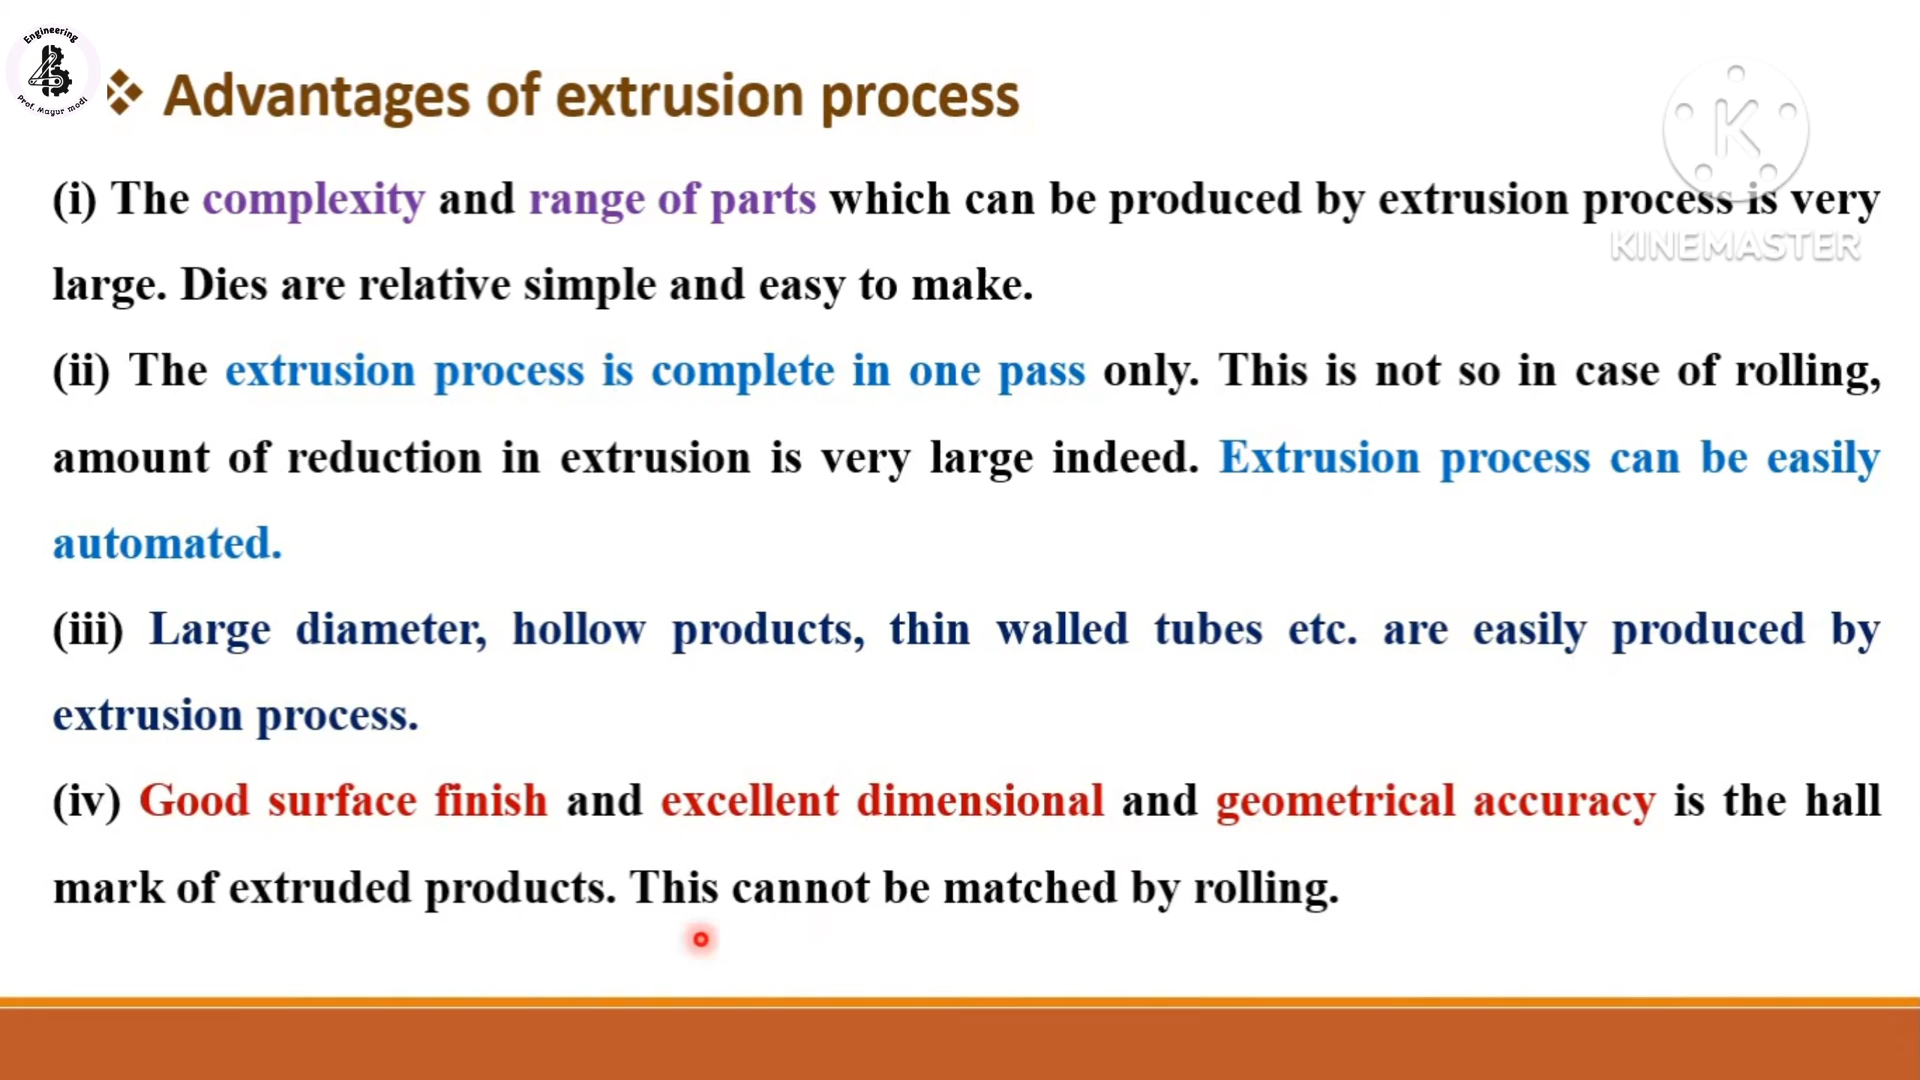 Engineering
Prof. Mayur modi
❖ Advantages of extrusion process
K
KINEMASTER
(i) The complexity and range of parts which can be produced by extrusion process is very
large. Dies are relative simple and easy to make.
(ii) The extrusion process is complete in one pass only. This is not so in case of rolling,
amount of reduction in extrusion is very large indeed. Extrusion process can be easily
automated.
(iii) Large diameter, hollow products, thin walled tubes etc. are easily produced by
extrusion process.
(iv) Good surface finish and excellent dimensional and geometrical accuracy is the hall
mark of extruded products. This cannot be matched by rolling.